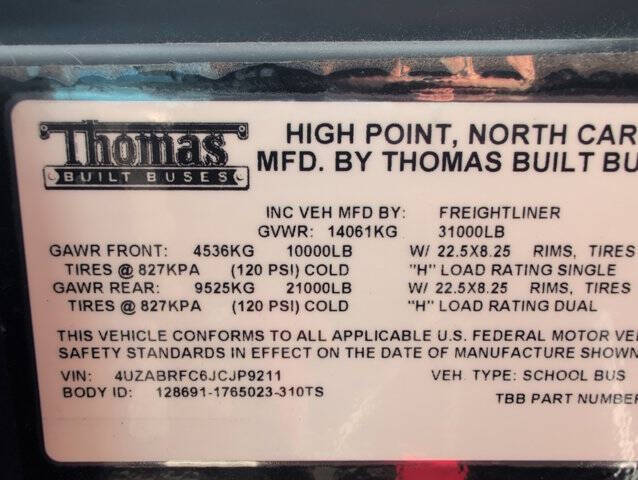 Thomas
BUILT BUSES
HIGH POINT, NORTH CAR
MFD. BY THOMAS BUILT BU
INC VEH MFD BY: FREIGHTLINER
GVWR: 14061KG 31000LB
GAWR FRONT: 4536KG 10000LB W/ 22.5X8.25 RIMS, TIRES
TIRES @ 827KPA (120 PSI) COLD "H" LOAD RATING SINGLE
GAWR REAR: 9525KG 21000LB W/ 22.5X8.25 RIMS, TIRES
TIRES @ 827KPA (120 PSI) COLD "H" LOAD RATING DUAL
THIS VEHICLE CONFORMS TO ALL APPLICABLE U.S. FEDERAL MOTOR VE
SAFETY STANDARDS IN EFFECT ON THE DATE OF MANUFACTURE SHOWN
VIN: 4UZABRFC6JCJP9211 VEH. TYPE: SCHOOL BUS
BODY ID: 128691-1765023-310TS TBB PART NUMBER